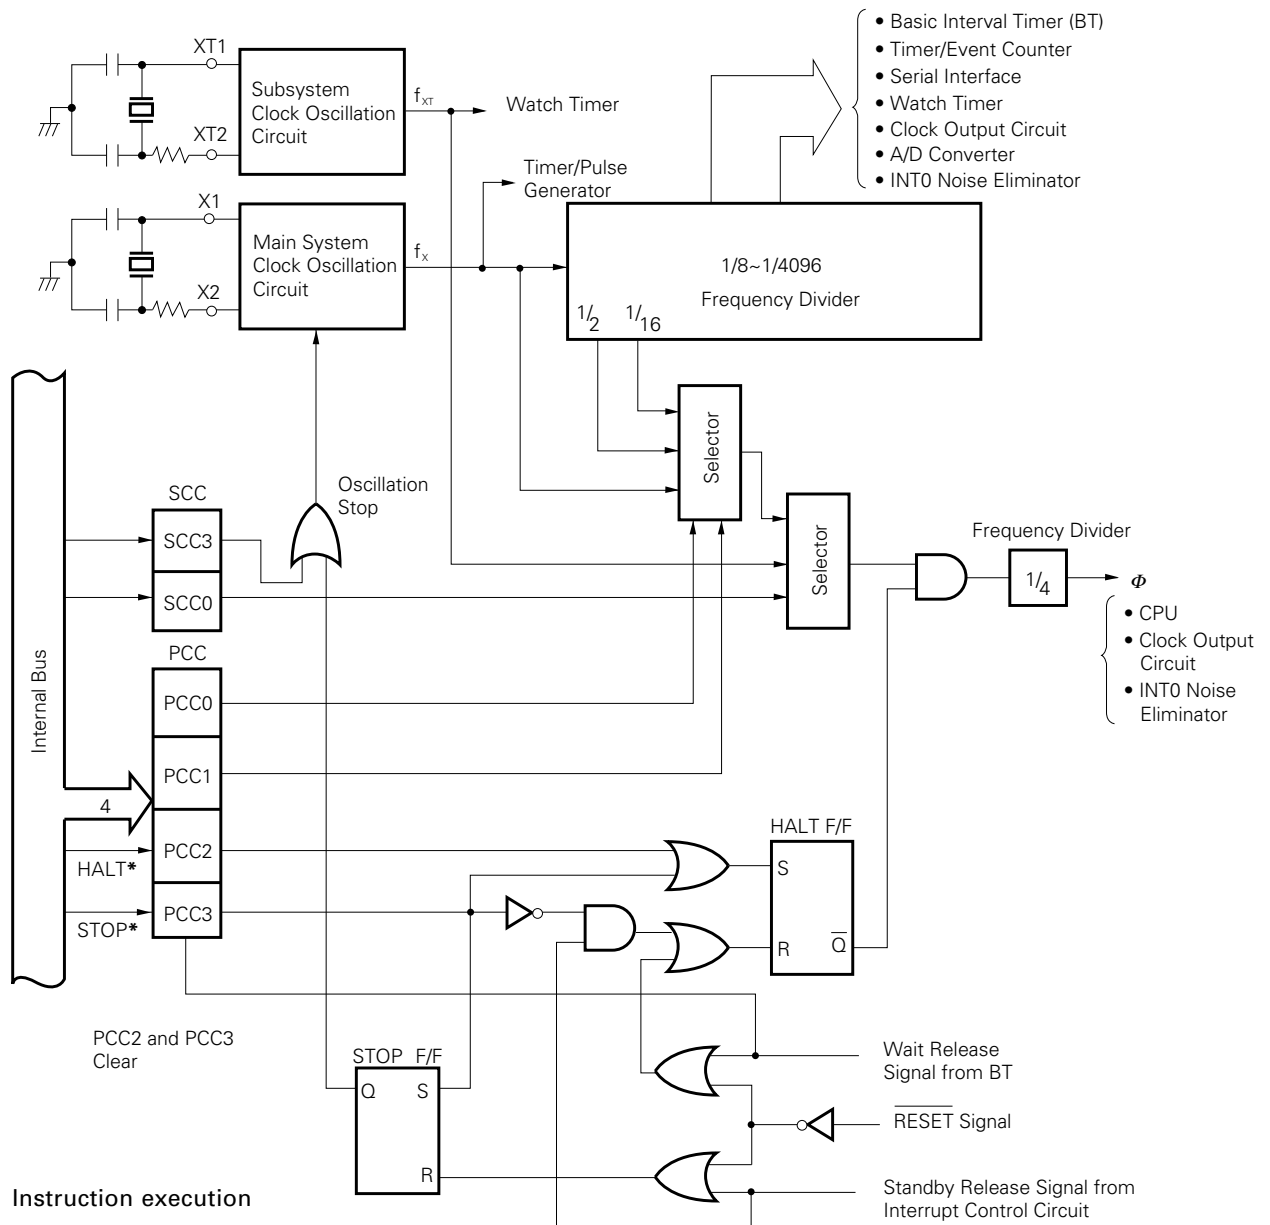 • Basic Interval Timer (BT)
• Timer/Event Counter
• Serial Interface
• Watch Timer
• Clock Output Circuit
• A/D Converter
• INT0 Noise Eliminator
XT1
XT2
Subsystem
Clock Oscillation
Circuit
fXT
Watch Timer
Timer/Pulse
Generator
X1
X2
Main System
Clock Oscillation
Circuit
fX
1/8~1/4096
Frequency Divider
1/2
1/16
Selector
Oscillation
Stop
SCC
SCC3
SCC0
Selector
Frequency Divider
1/4
Φ
• CPU
• Clock Output
Circuit
• INT0 Noise
Eliminator
Internal Bus
PCC
PCC0
PCC1
4
PCC2
HALT*
PCC3
STOP*
HALT F/F
S
R
Q
PCC2 and PCC3
Clear
STOP F/F
Q
S
R
Wait Release
Signal from BT
RESET Signal
Standby Release Signal from
Interrupt Control Circuit
Instruction execution